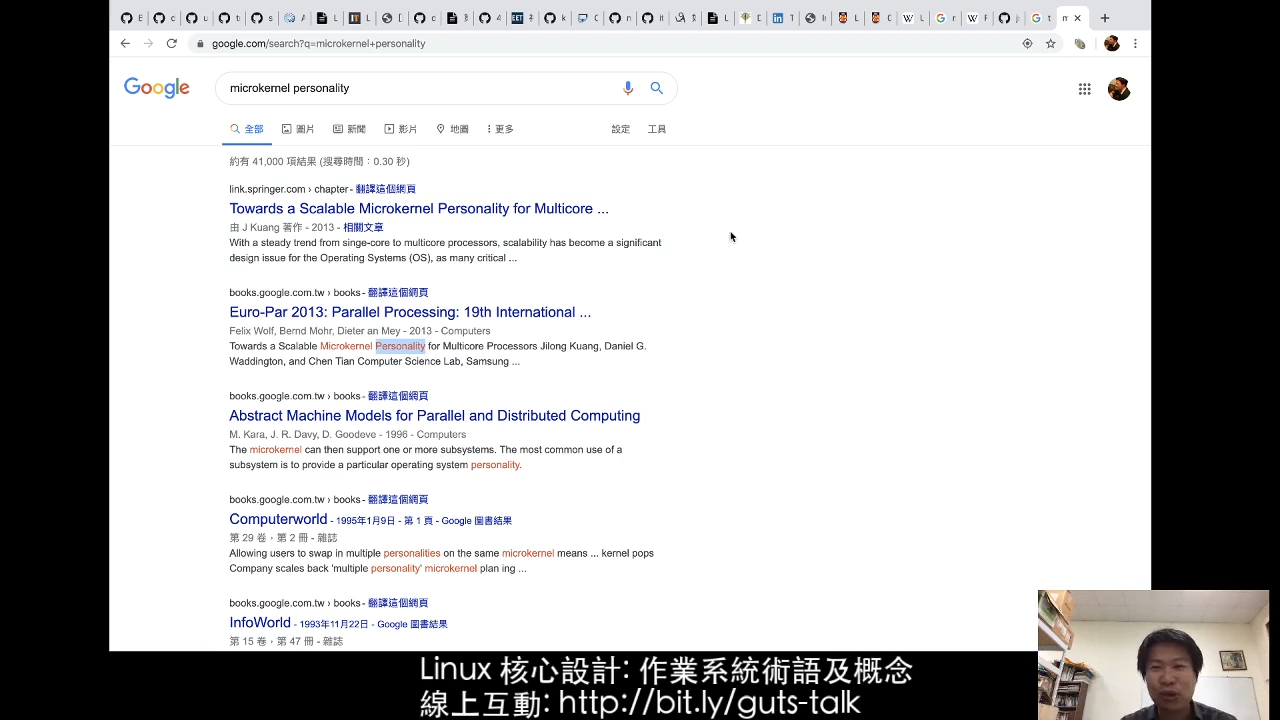 google.com/search?q=microkernel+personality
Google
microkernel personality
全部 圖片 新聞 影片 地圖 更多 設定 工具
約有 41,000 項結果 (搜尋時間：0.30 秒)
link.springer.com › chapter - 翻譯這個網頁
Towards a Scalable Microkernel Personality for Multicore ...
由 J Kuang 著作 - 2013 - 相關文章
With a steady trend from singe-core to multicore processors, scalability has become a significant
design issue for the Operating Systems (OS), as many critical ...
books.google.com.tw › books - 翻譯這個網頁
Euro-Par 2013: Parallel Processing: 19th International ...
Felix Wolf, Bernd Mohr, Dieter an Mey - 2013 - Computers
Towards a Scalable Microkernel Personality for Multicore Processors Jilong Kuang, Daniel G.
Waddington, and Chen Tian Computer Science Lab, Samsung ...
books.google.com.tw › books - 翻譯這個網頁
Abstract Machine Models for Parallel and Distributed Computing
M. Kara, J. R. Davy, D. Goodeve - 1996 - Computers
The microkernel can then support one or more subsystems. The most common use of a
subsystem is to provide a particular operating system personality.
books.google.com.tw › books - 翻譯這個網頁
Computerworld - 1995年1月9日 - 第 1 頁 - Google 圖書結果
第 29 卷，第 2 冊 - 雜誌
Allowing users to swap in multiple personalities on the same microkernel means ... kernel pops
Company scales back 'multiple personality' microkernel plan ing ...
books.google.com.tw › books - 翻譯這個網頁
InfoWorld - 1993年11月22日 - Google 圖書結果
第 15 卷，第 47 冊 - 雜誌
Linux 核心設計: 作業系統術語及概念
線上互動: http://bit.ly/guts-talk